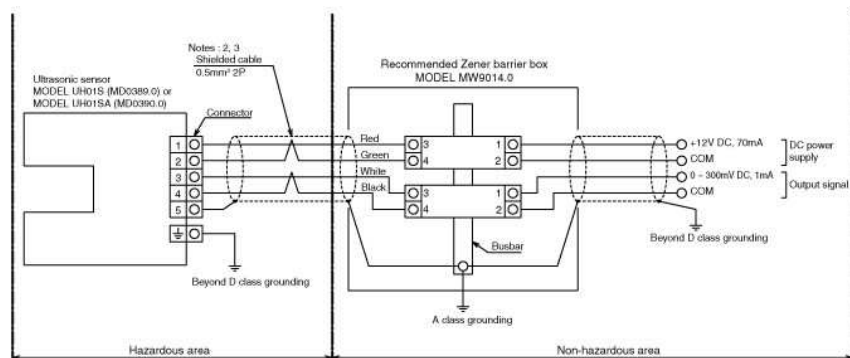 Notes : 2, 3
Shielded cable
0.5mm² 2P
Ultrasonic sensor
MODEL UH01S (MD0389.0) or
MODEL UH01SA (MD0390.0)
Connector
Recommended Zener barrier box
MODEL MW9014.0
1
2
3
4
5
Red
Green
White
Black
3
4
1
2
3
4
1
2
+12V DC, 70mA
COM
0 ~ 300mV DC, 1mA
COM
DC power
supply
Output signal
Beyond D class grounding
Busbar
Beyond D class grounding
A class grounding
Hazardous area
Non-hazardous area